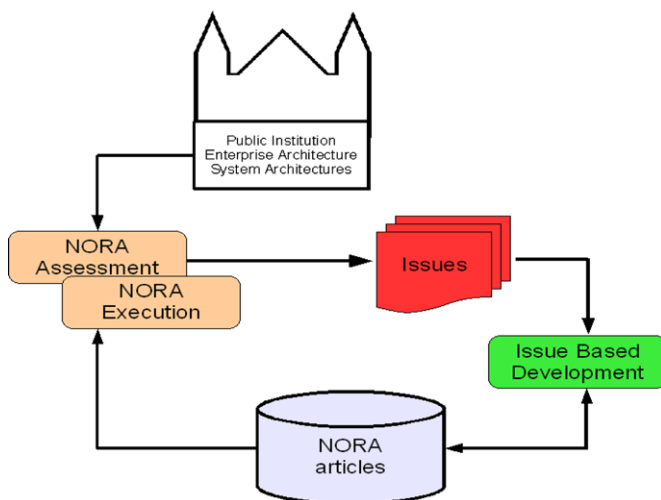 Public Institution
Enterprise Architecture
System Architectures
NORA
Assessment
NORA
Execution
Issues
Issue Based
Development
NORA
articles